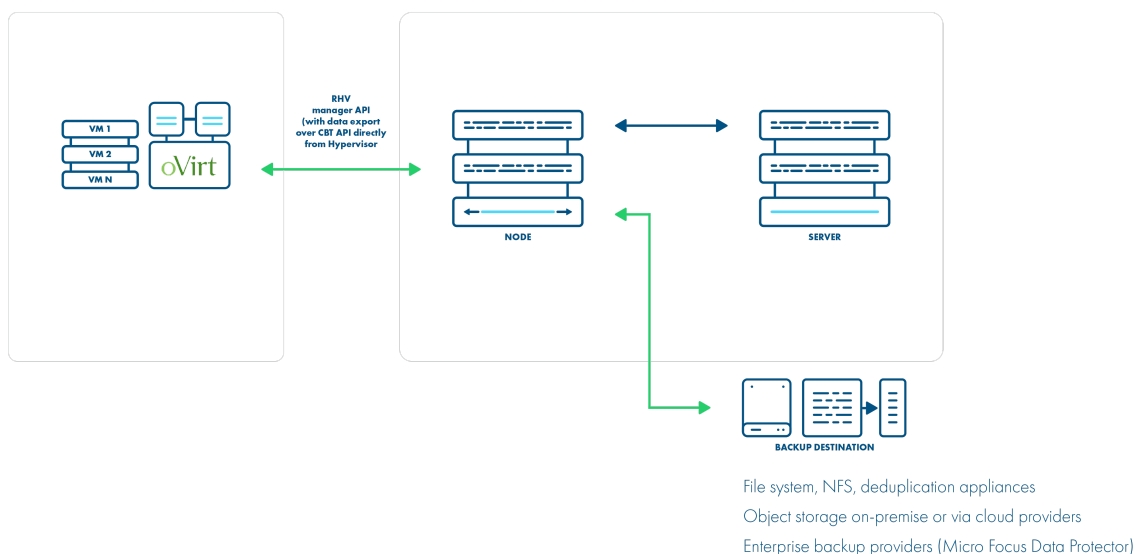 VM 1
VM 2
VM N
oVirt
RHV
manager API
(with data export
over CBT API directly
from Hypervisor
NODE
SERVER
BACKUP DESTINATION
File system, NFS, deduplication appliances
Object storage on-premise or via cloud providers
Enterprise backup providers (Micro Focus Data Protector)